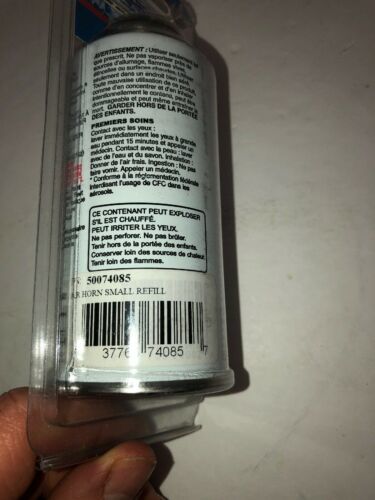 AVERTISSEMENT: Utiliser seulement tel
que prescrit. Ne pas vaporiser près de
sources d'allumage, flammes vives,
étincelles ou surfaces chaudes. Utiliser
seulement dans un endroit bien
Toute mauvaise utilisation de ce produit,
comme d'en concentrer et en inhaler
intentionnellement le contenu, peut être
dommageable et peut même entraîner la
mort. GARDER HORS DE LA PORTÉE
DES ENFANTS.
PREMIERS SOINS
Contact avec les yeux :
laver immédiatement les yeux à grande
eau pendant 15 minutes et appeler un
médecin. Contact avec la peau : laver
avec de l'eau et du savon. Inhalation :
Donner de l'air frais. Ingestion : Ne pas
faire vomir. Appeler un médecin.
* Conforme à la réglementation fédérale
interdisant l'usage de CFC dans les
aérosols.
CE CONTENANT PEUT EXPLOSER
S'IL EST CHAUFFÉ.
PEUT IRRITER LES YEUX.
Ne pas perforer. Ne pas brûler.
Tenir hors de la portée des enfants.
Conserver loin des sources de chaleur.
Tenir loin des flammes.
50074085
HORN SMALL REFILL
3776 74085 7